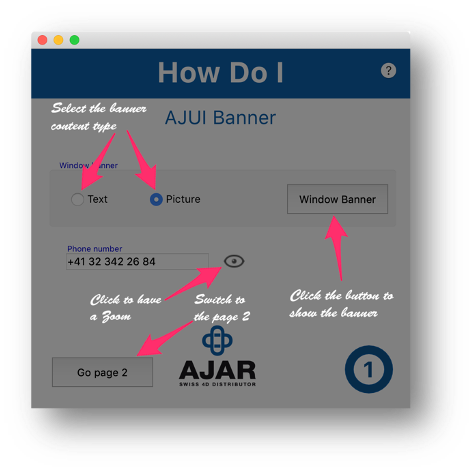 How Do I
?
Select the banner
content type
AJUI Banner
Window Banner
Text
Picture
Window Banner
Phone number
+41 32 342 26 84
Click to have
a Zoom
Switch to
the page 2
Click the button to
show the banner
Go page 2
AJAR
SWISS 4D DISTRIBUTOR
1